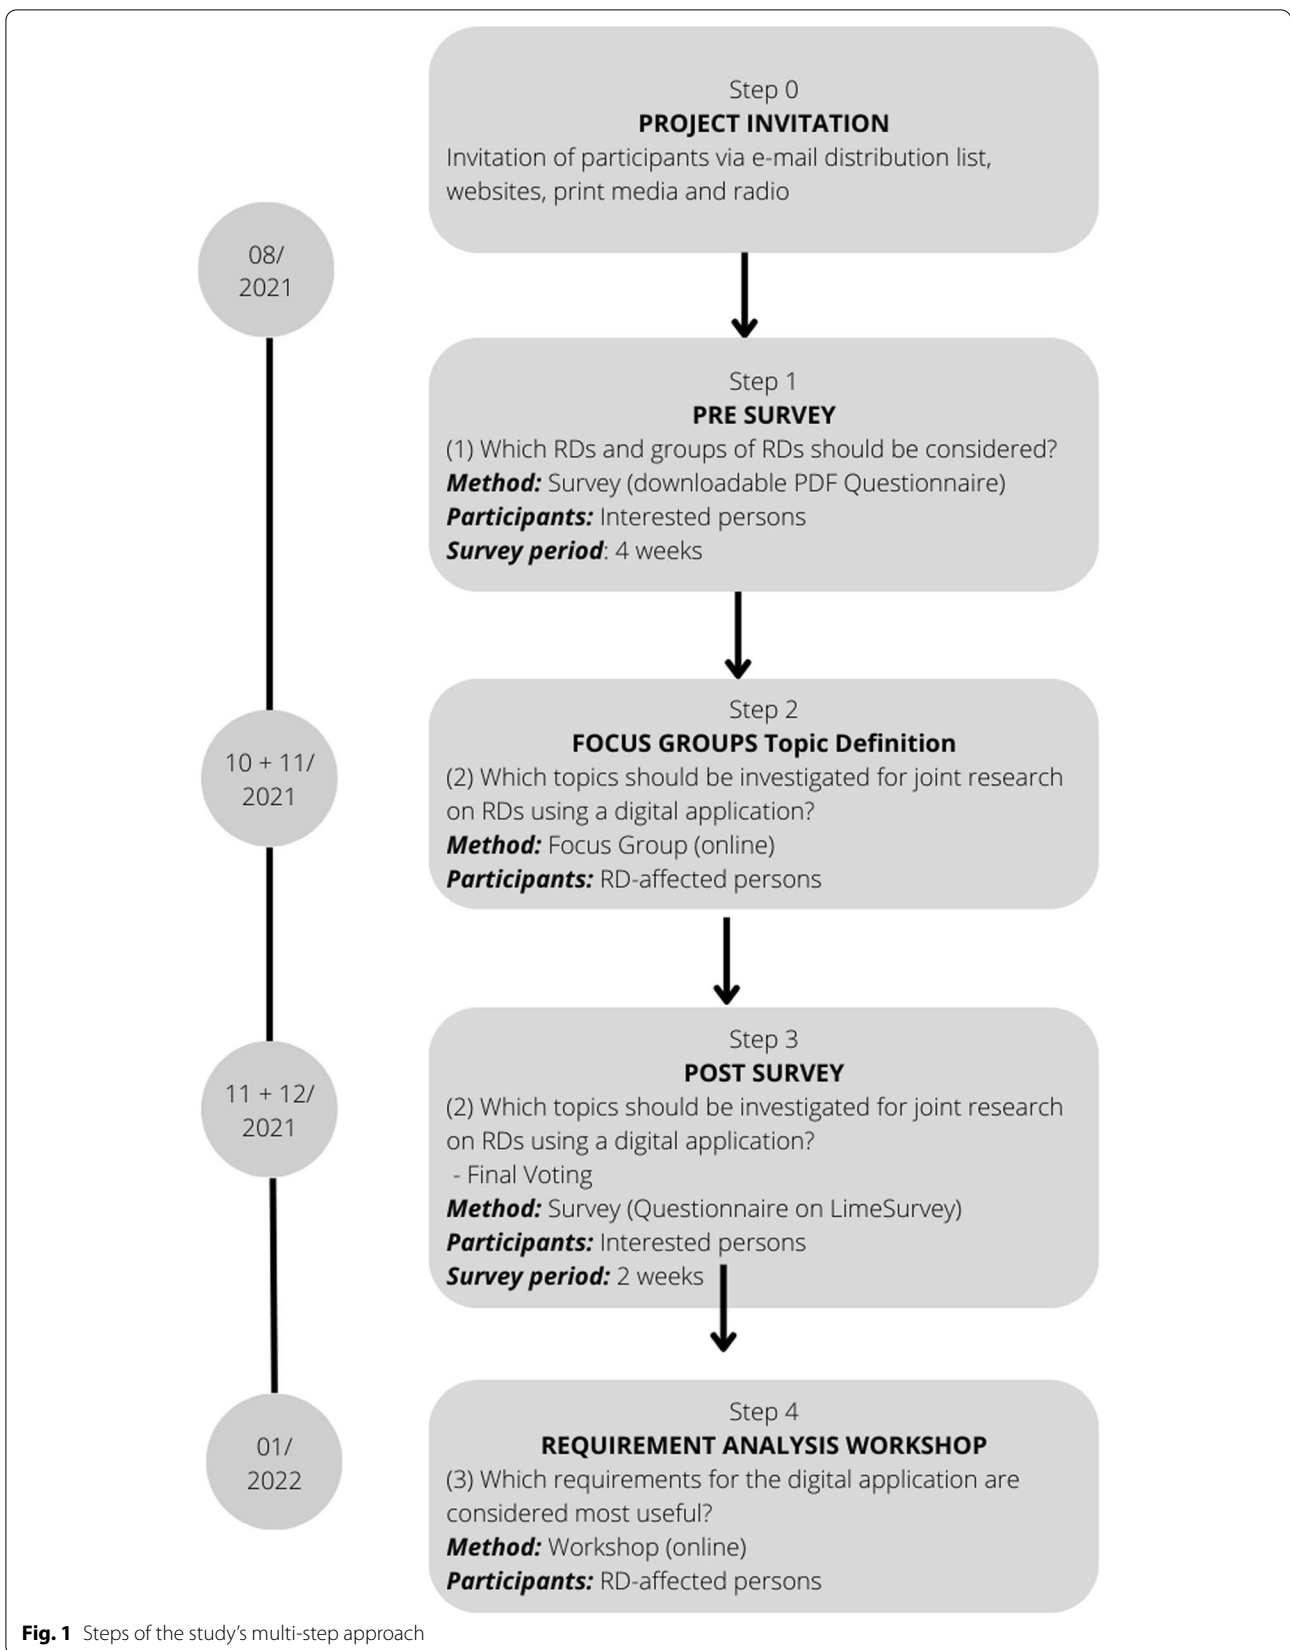 Step 0
PROJECT INVITATION
Invitation of participants via e-mail distribution list,
websites, print media and radio
08/
2021
Step 1
PRE SURVEY
(1) Which RDs and groups of RDs should be considered?
Method: Survey (downloadable PDF Questionnaire)
Participants: Interested persons
Survey period: 4 weeks
10 + 11/
2021
Step 2
FOCUS GROUPS Topic Definition
(2) Which topics should be investigated for joint research
on RDs using a digital application?
Method: Focus Group (online)
Participants: RD-affected persons
11 + 12/
2021
Step 3
POST SURVEY
(2) Which topics should be investigated for joint research
on RDs using a digital application?
- Final Voting
Method: Survey (Questionnaire on LimeSurvey)
Participants: Interested persons
Survey period: 2 weeks
01/
2022
Step 4
REQUIREMENT ANALYSIS WORKSHOP
(3) Which requirements for the digital application are
considered most useful?
Method: Workshop (online)
Participants: RD-affected persons
Fig. 1 Steps of the study's multi-step approach